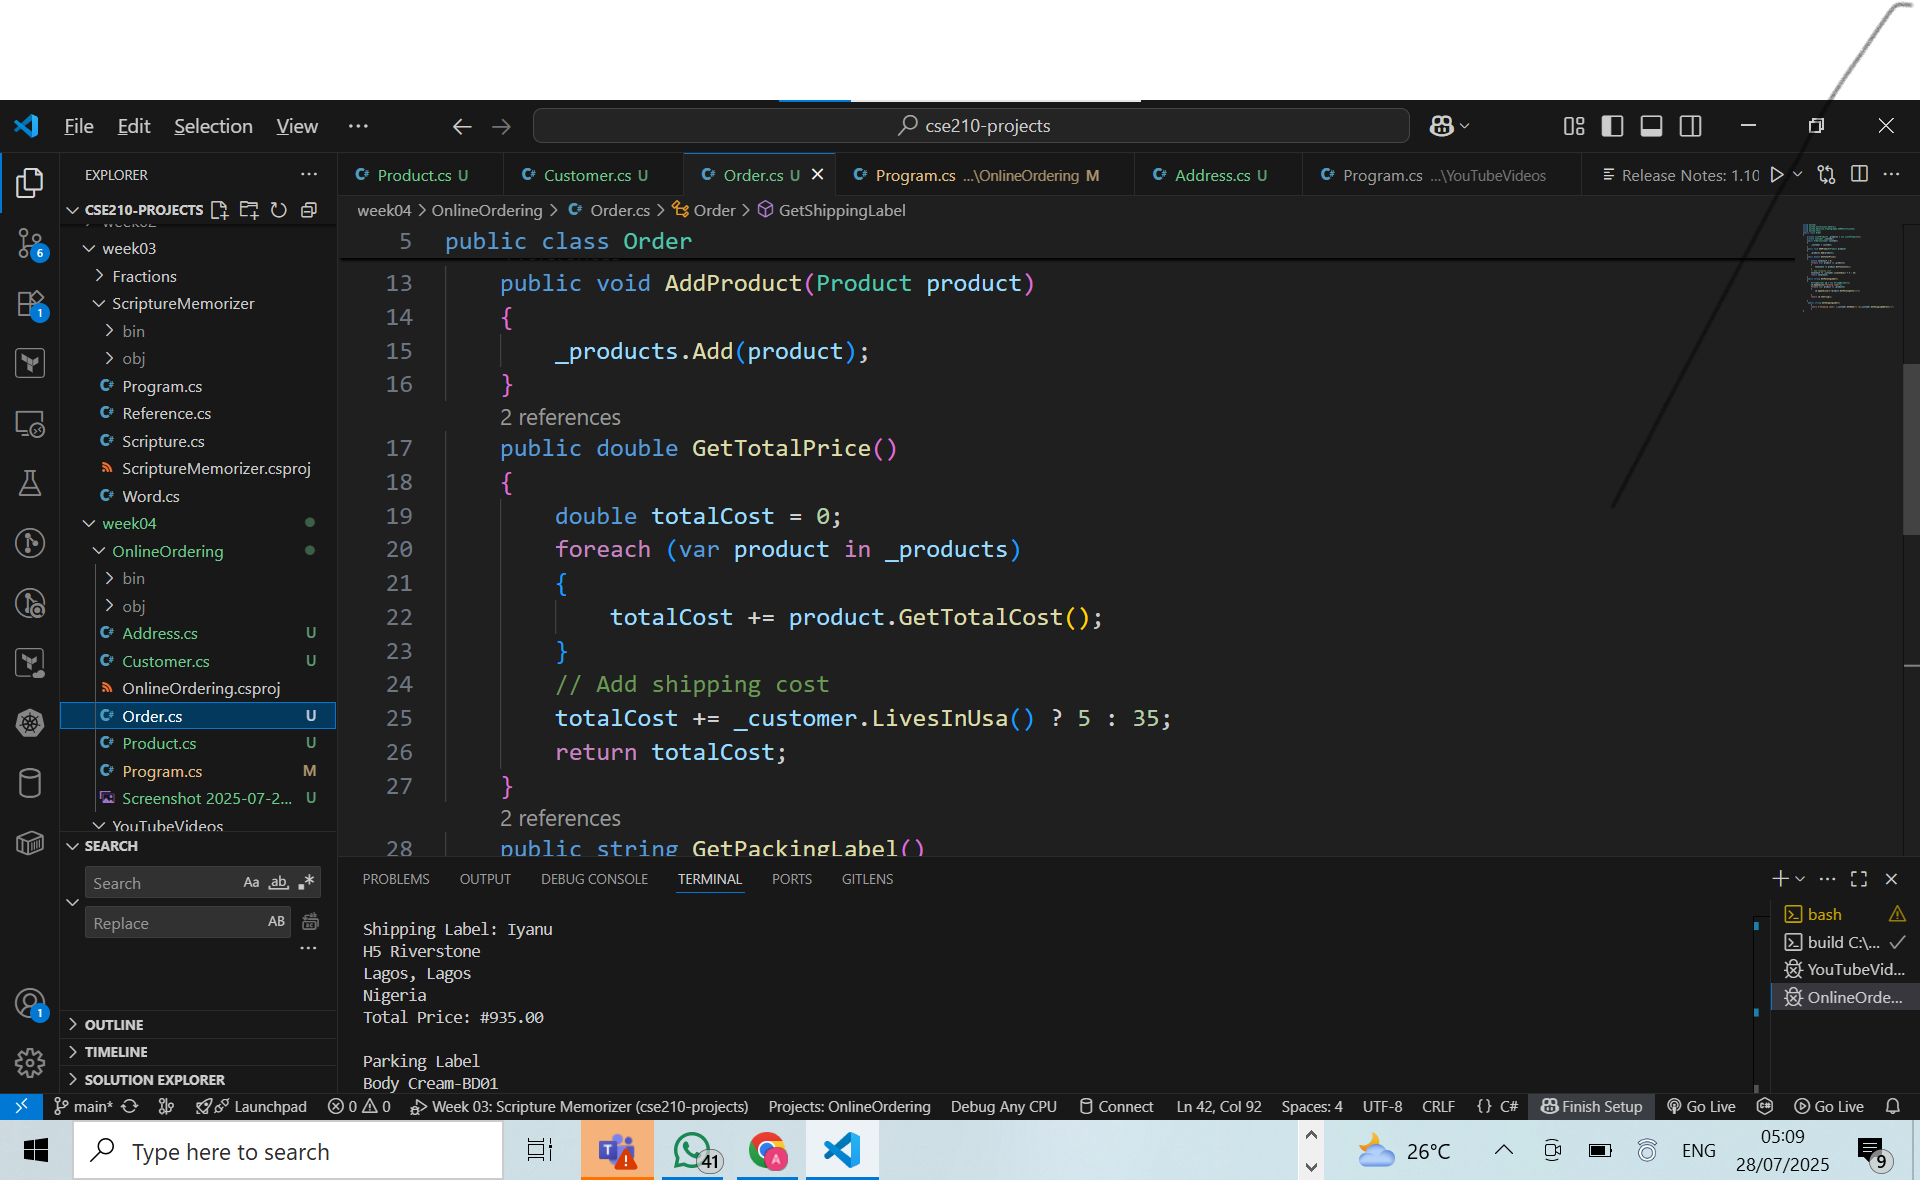 File Edit Selection View ...
cse210-projects
EXPLORER
Product.cs U
Customer.cs U
Order.cs U
Program.cs ...\OnlineOrdering M
Address.cs U
Program.cs ...\YouTubeVideos
Release Notes: 1.10
CSE210-PROJECTS
week04 > OnlineOrdering > Order.cs > Order > GetShippingLabel
week03
Fractions
ScriptureMemorizer
bin
obj
Program.cs
Reference.cs
Scripture.cs
ScriptureMemorizer.csproj
Word.cs
week04
OnlineOrdering
bin
obj
Address.cs U
Customer.cs U
OnlineOrdering.csproj
Order.cs U
Product.cs U
Program.cs M
Screenshot 2025-07-2... U
YouTubeVideos
SEARCH
Search Aa ab .*
Replace AB
OUTLINE
TIMELINE
SOLUTION EXPLORER
6
1
1
5 public class Order
13 public void AddProduct(Product product)
14 {
15 _products.Add(product);
16 }
2 references
17 public double GetTotalPrice()
18 {
19 double totalCost = 0;
20 foreach (var product in _products)
21 {
22 totalCost += product.GetTotalCost();
23 }
24 // Add shipping cost
25 totalCost += _customer.LivesInUsa() ? 5 : 35;
26 return totalCost;
27 }
2 references
28 public string GetPackingLabel()
PROBLEMS OUTPUT DEBUG CONSOLE TERMINAL PORTS GITLENS
Shipping Label: Iyanu
H5 Riverstone
Lagos, Lagos
Nigeria
Total Price: #935.00
Parking Label
Body Cream-BD01
bash
build C:\...
YouTubeVid...
OnlineOrde...
main* Launchpad 0 0 Week 03: Scripture Memorizer (cse210-projects) Projects: OnlineOrdering Debug Any CPU Connect Ln 42, Col 92 Spaces: 4 UTF-8 CRLF {} C# Finish Setup Go Live Go Live
Type here to search
41
A
26°C
ENG
05:09
28/07/2025
9